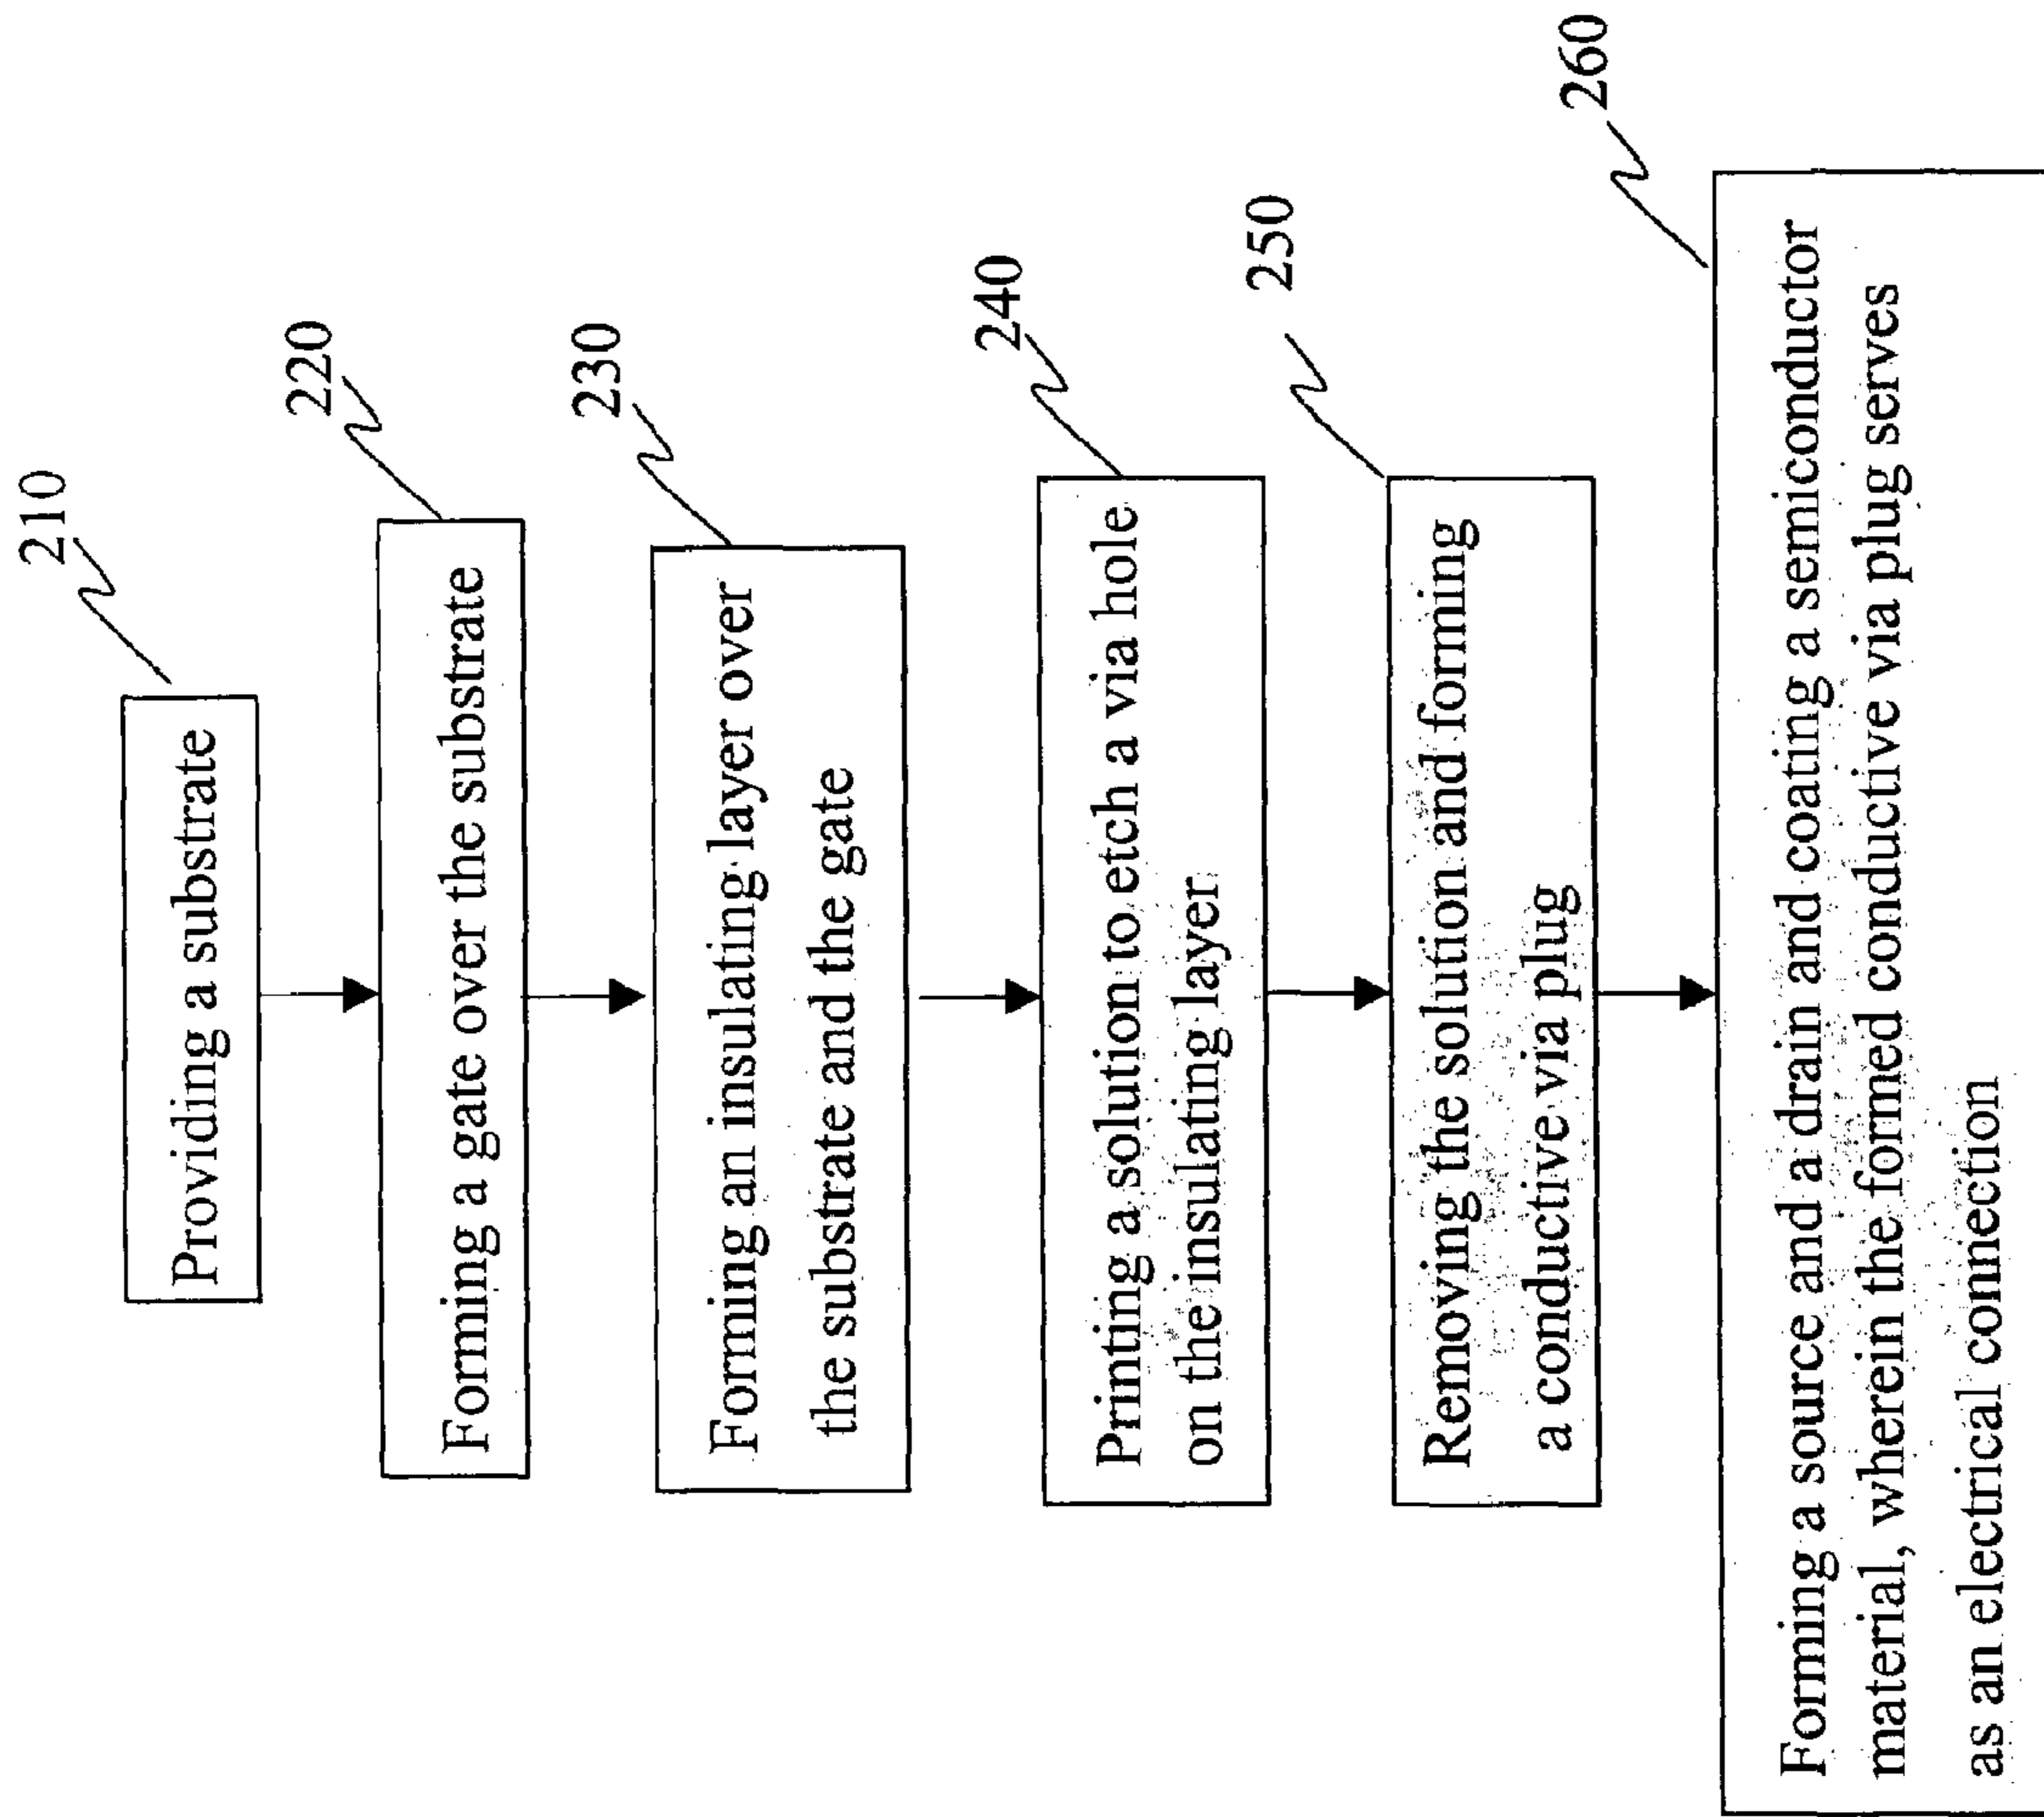 210
Providing a substrate
220
Forming a gate over the substrate
230
Forming an insulating layer over
the substrate and the gate
240
Printing a solution to etch a via hole
on the insulating layer
250
Removing the solution and forming
a conductive via plug
260
Forming a source and a drain and coating a semiconductor
material, wherein the formed conductive via plug serves
as an electrical connection